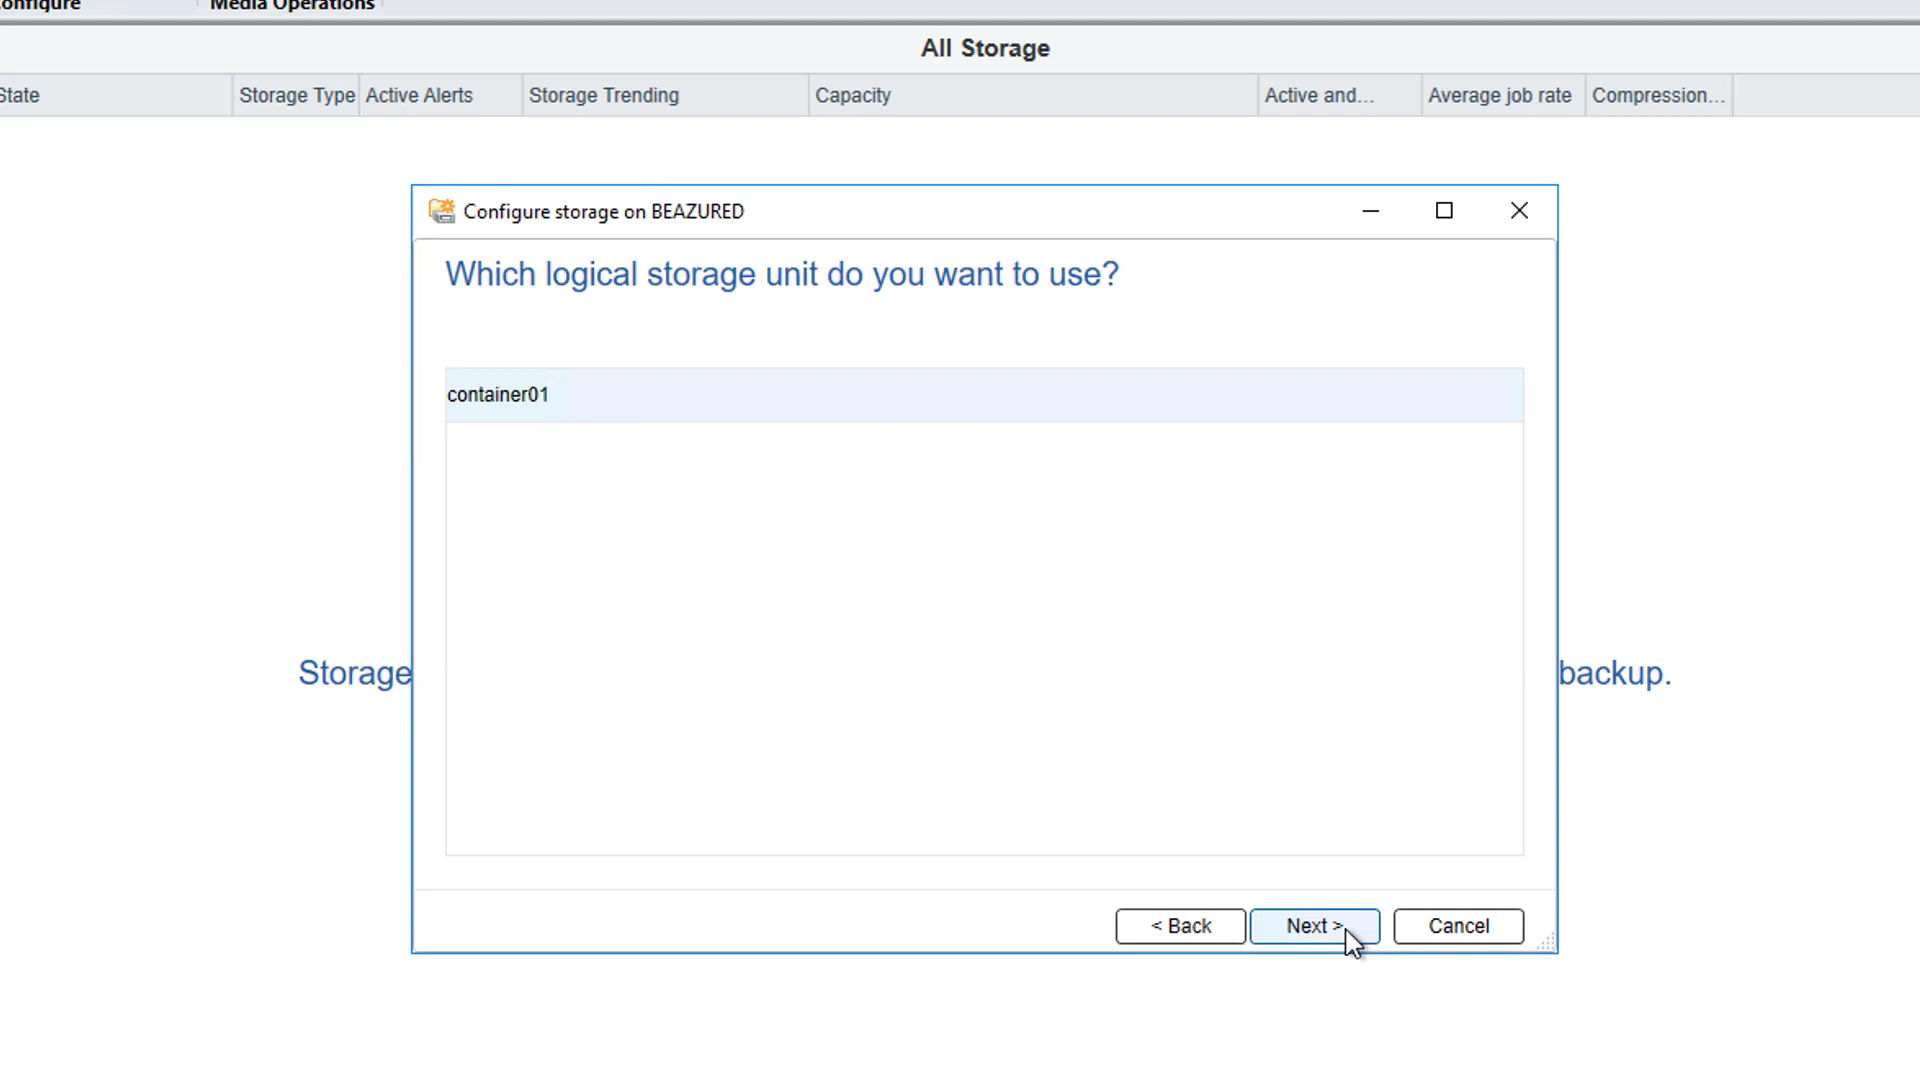 onfigure
Media Operations
All Storage
State
Storage Type
Active Alerts
Storage Trending
Capacity
Active and...
Average job rate
Compression...
Configure storage on BEAZURED
Which logical storage unit do you want to use?
container01
Storage
backup.
< Back
Next >
Cancel